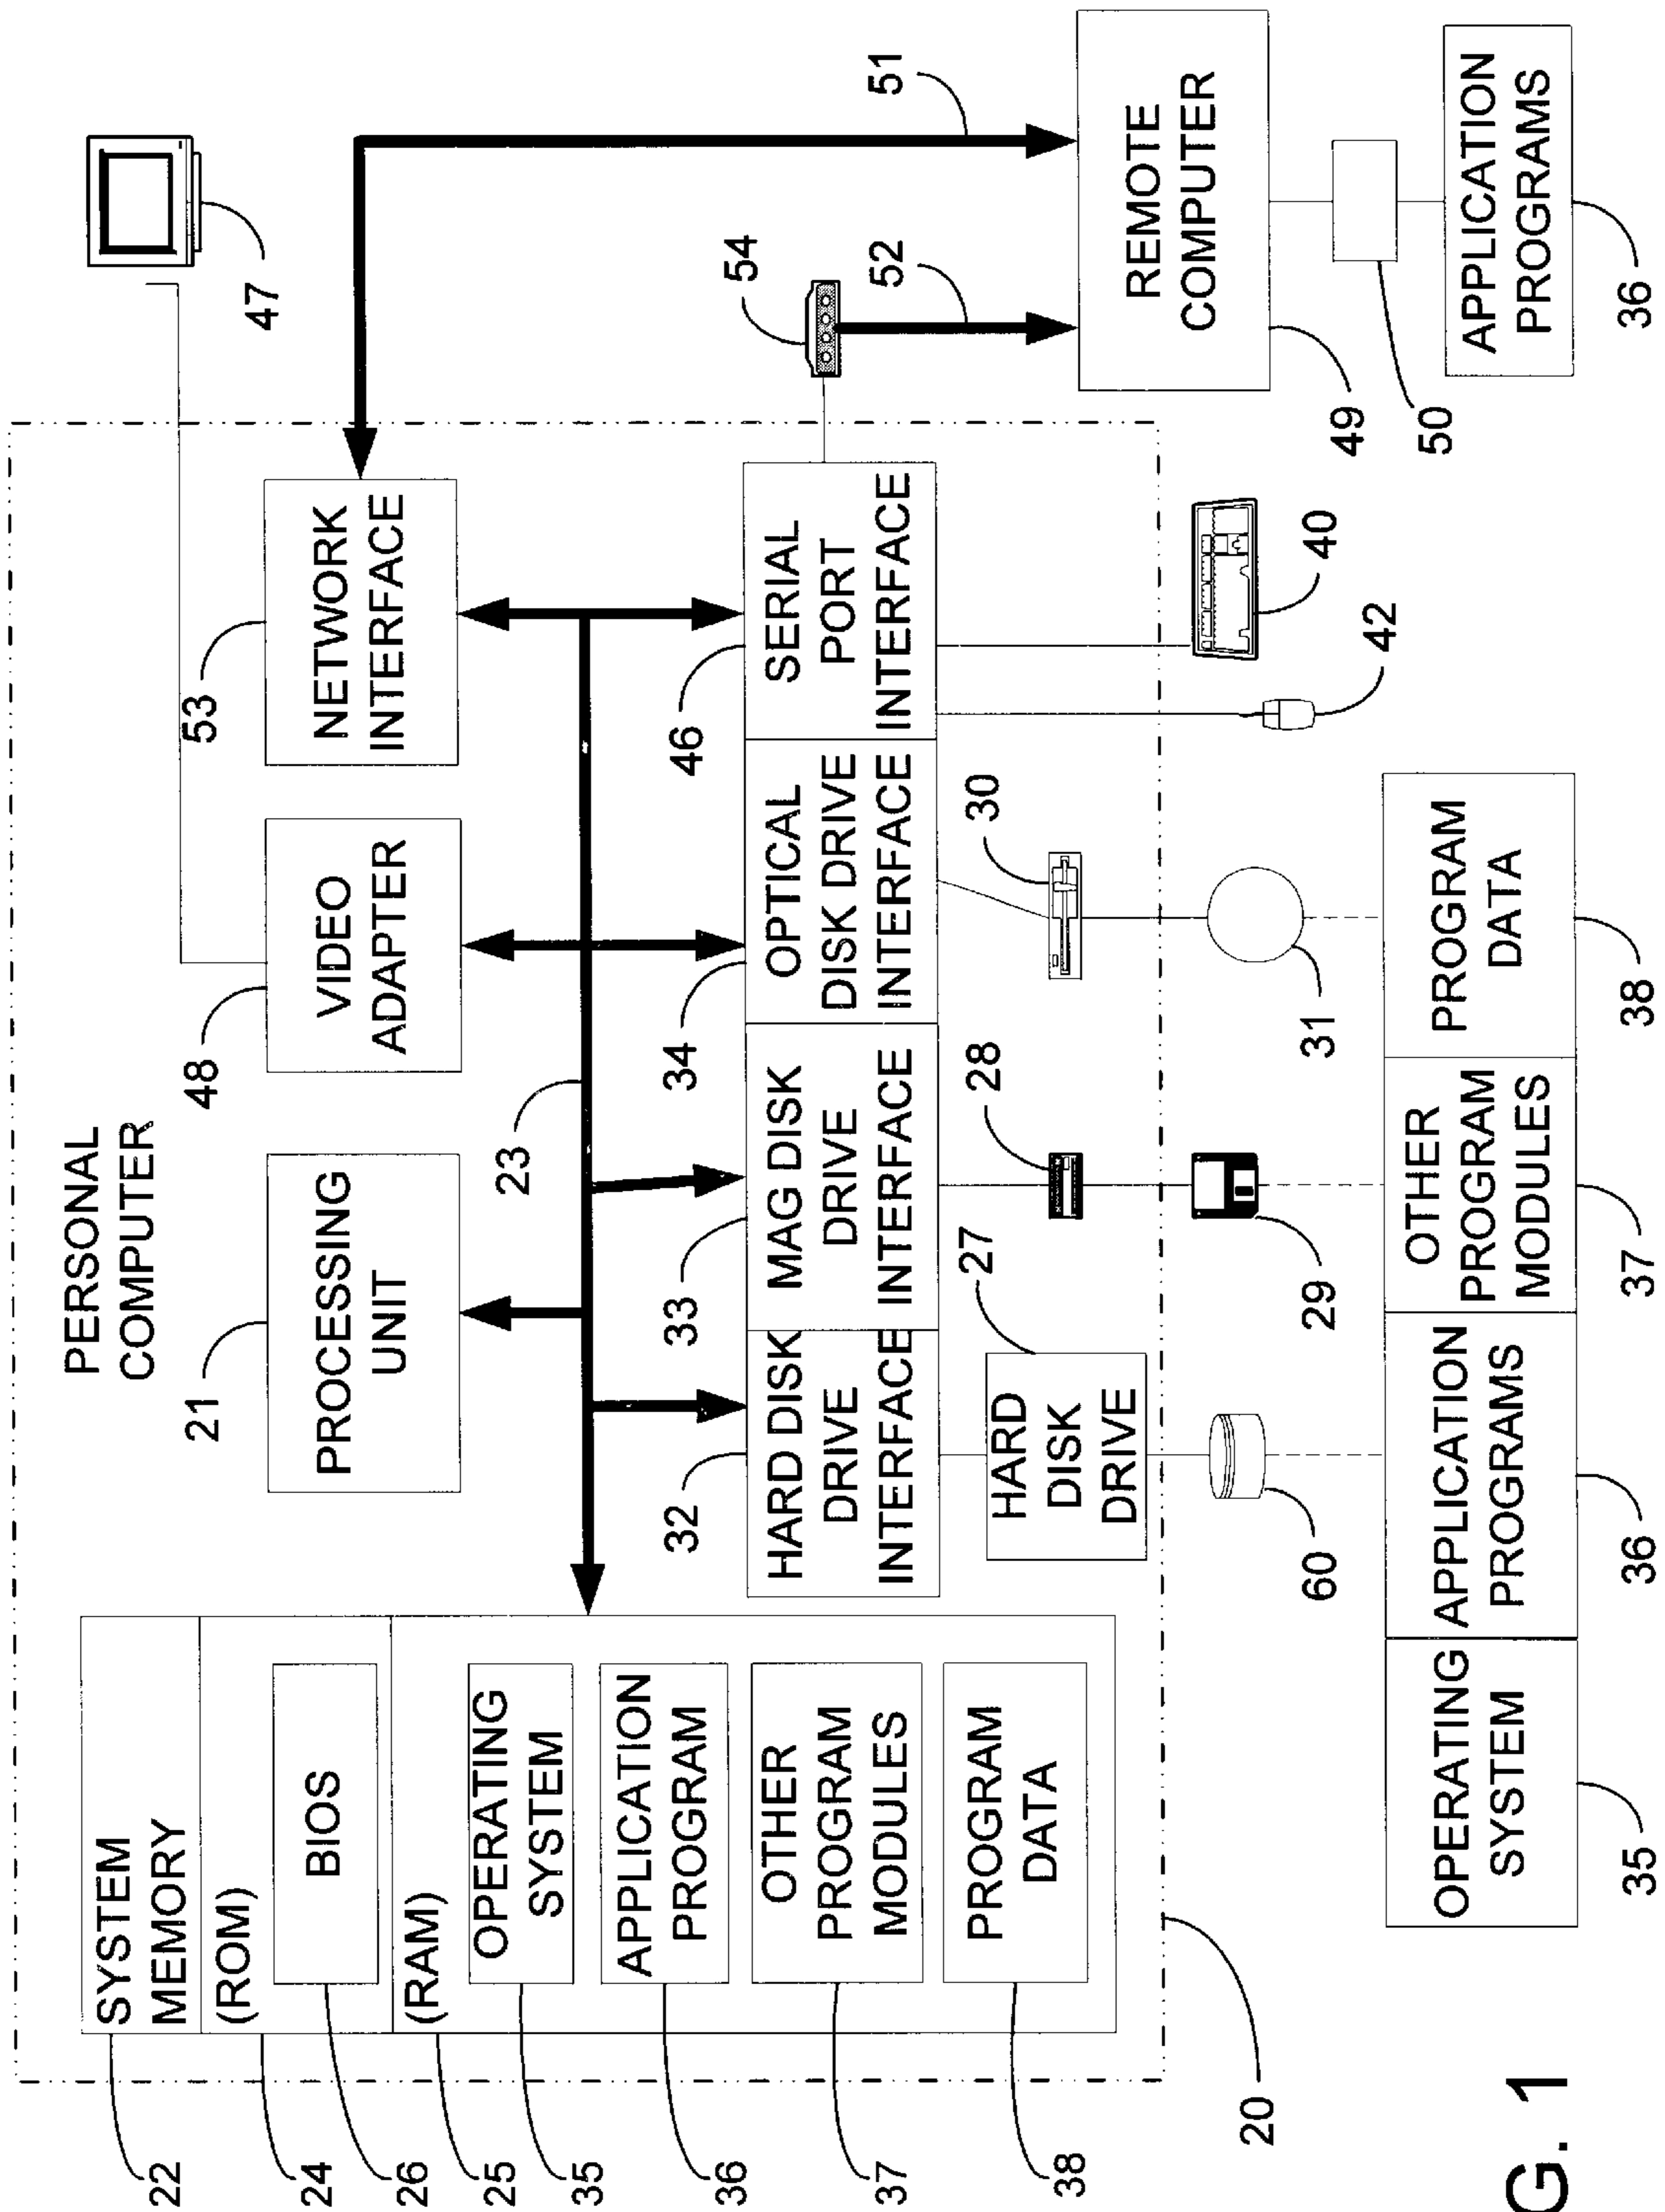 PERSONAL
COMPUTER
22
SYSTEM
MEMORY
24
(ROM)
26
BIOS
25
(RAM)
35
OPERATING
SYSTEM
36
APPLICATION
PROGRAM
37
OTHER
PROGRAM
MODULES
38
PROGRAM
DATA
20
21
PROCESSING
UNIT
48
VIDEO
ADAPTER
53
NETWORK
INTERFACE
47
23
32
HARD DISK
DRIVE
INTERFACE
33
MAG DISK
DRIVE
INTERFACE
34
OPTICAL
DISK DRIVE
INTERFACE
46
SERIAL
PORT
INTERFACE
54
52
51
27
HARD
DISK
DRIVE
28
30
60
29
31
42
40
REMOTE
COMPUTER
49
50
APPLICATION
PROGRAMS
36
OPERATING
SYSTEM
35
APPLICATION
PROGRAMS
36
OTHER
PROGRAM
MODULES
37
PROGRAM
DATA
38
G. 1